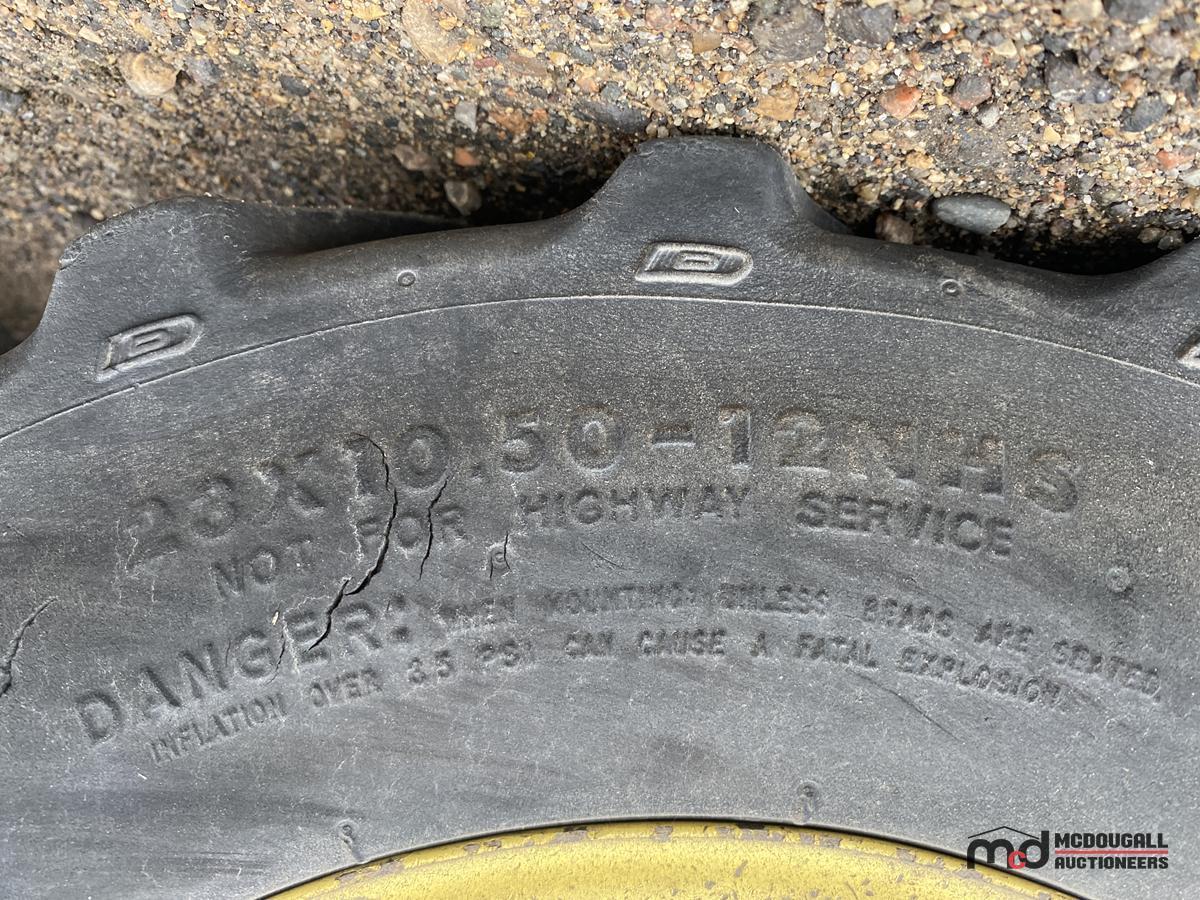 23X10.50-12NHS
NOT FOR HIGHWAY SERVICE
DANGER: WHEN MOUNTING: UNLESS BEADS ARE SEATED
INFLATION OVER 35 PSI CAN CAUSE A FATAL EXPLOSION
mcd MCDOUGALL
AUCTIONEERS